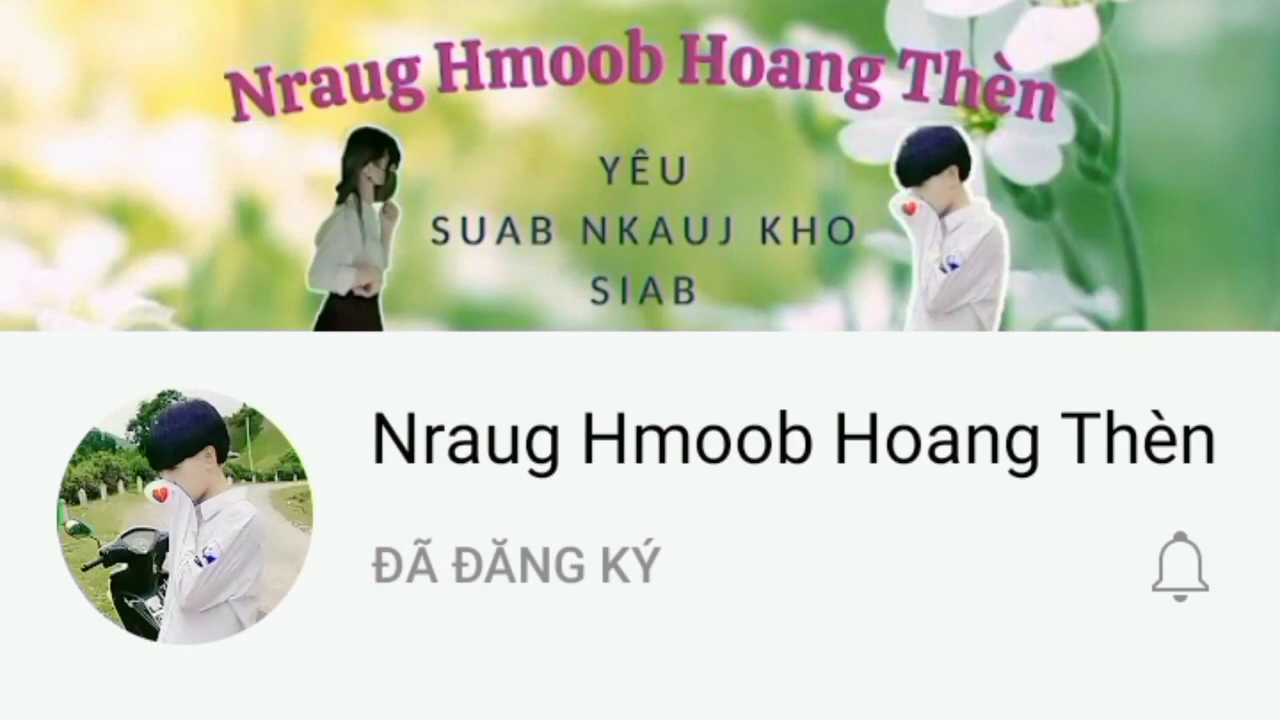 Nraug Hmoob Hoang Thèn
YÊU
SUAB NKAUJ KHO
SIAB
Nraug Hmoob Hoang Thèn
ĐÃ ĐĂNG KÝ